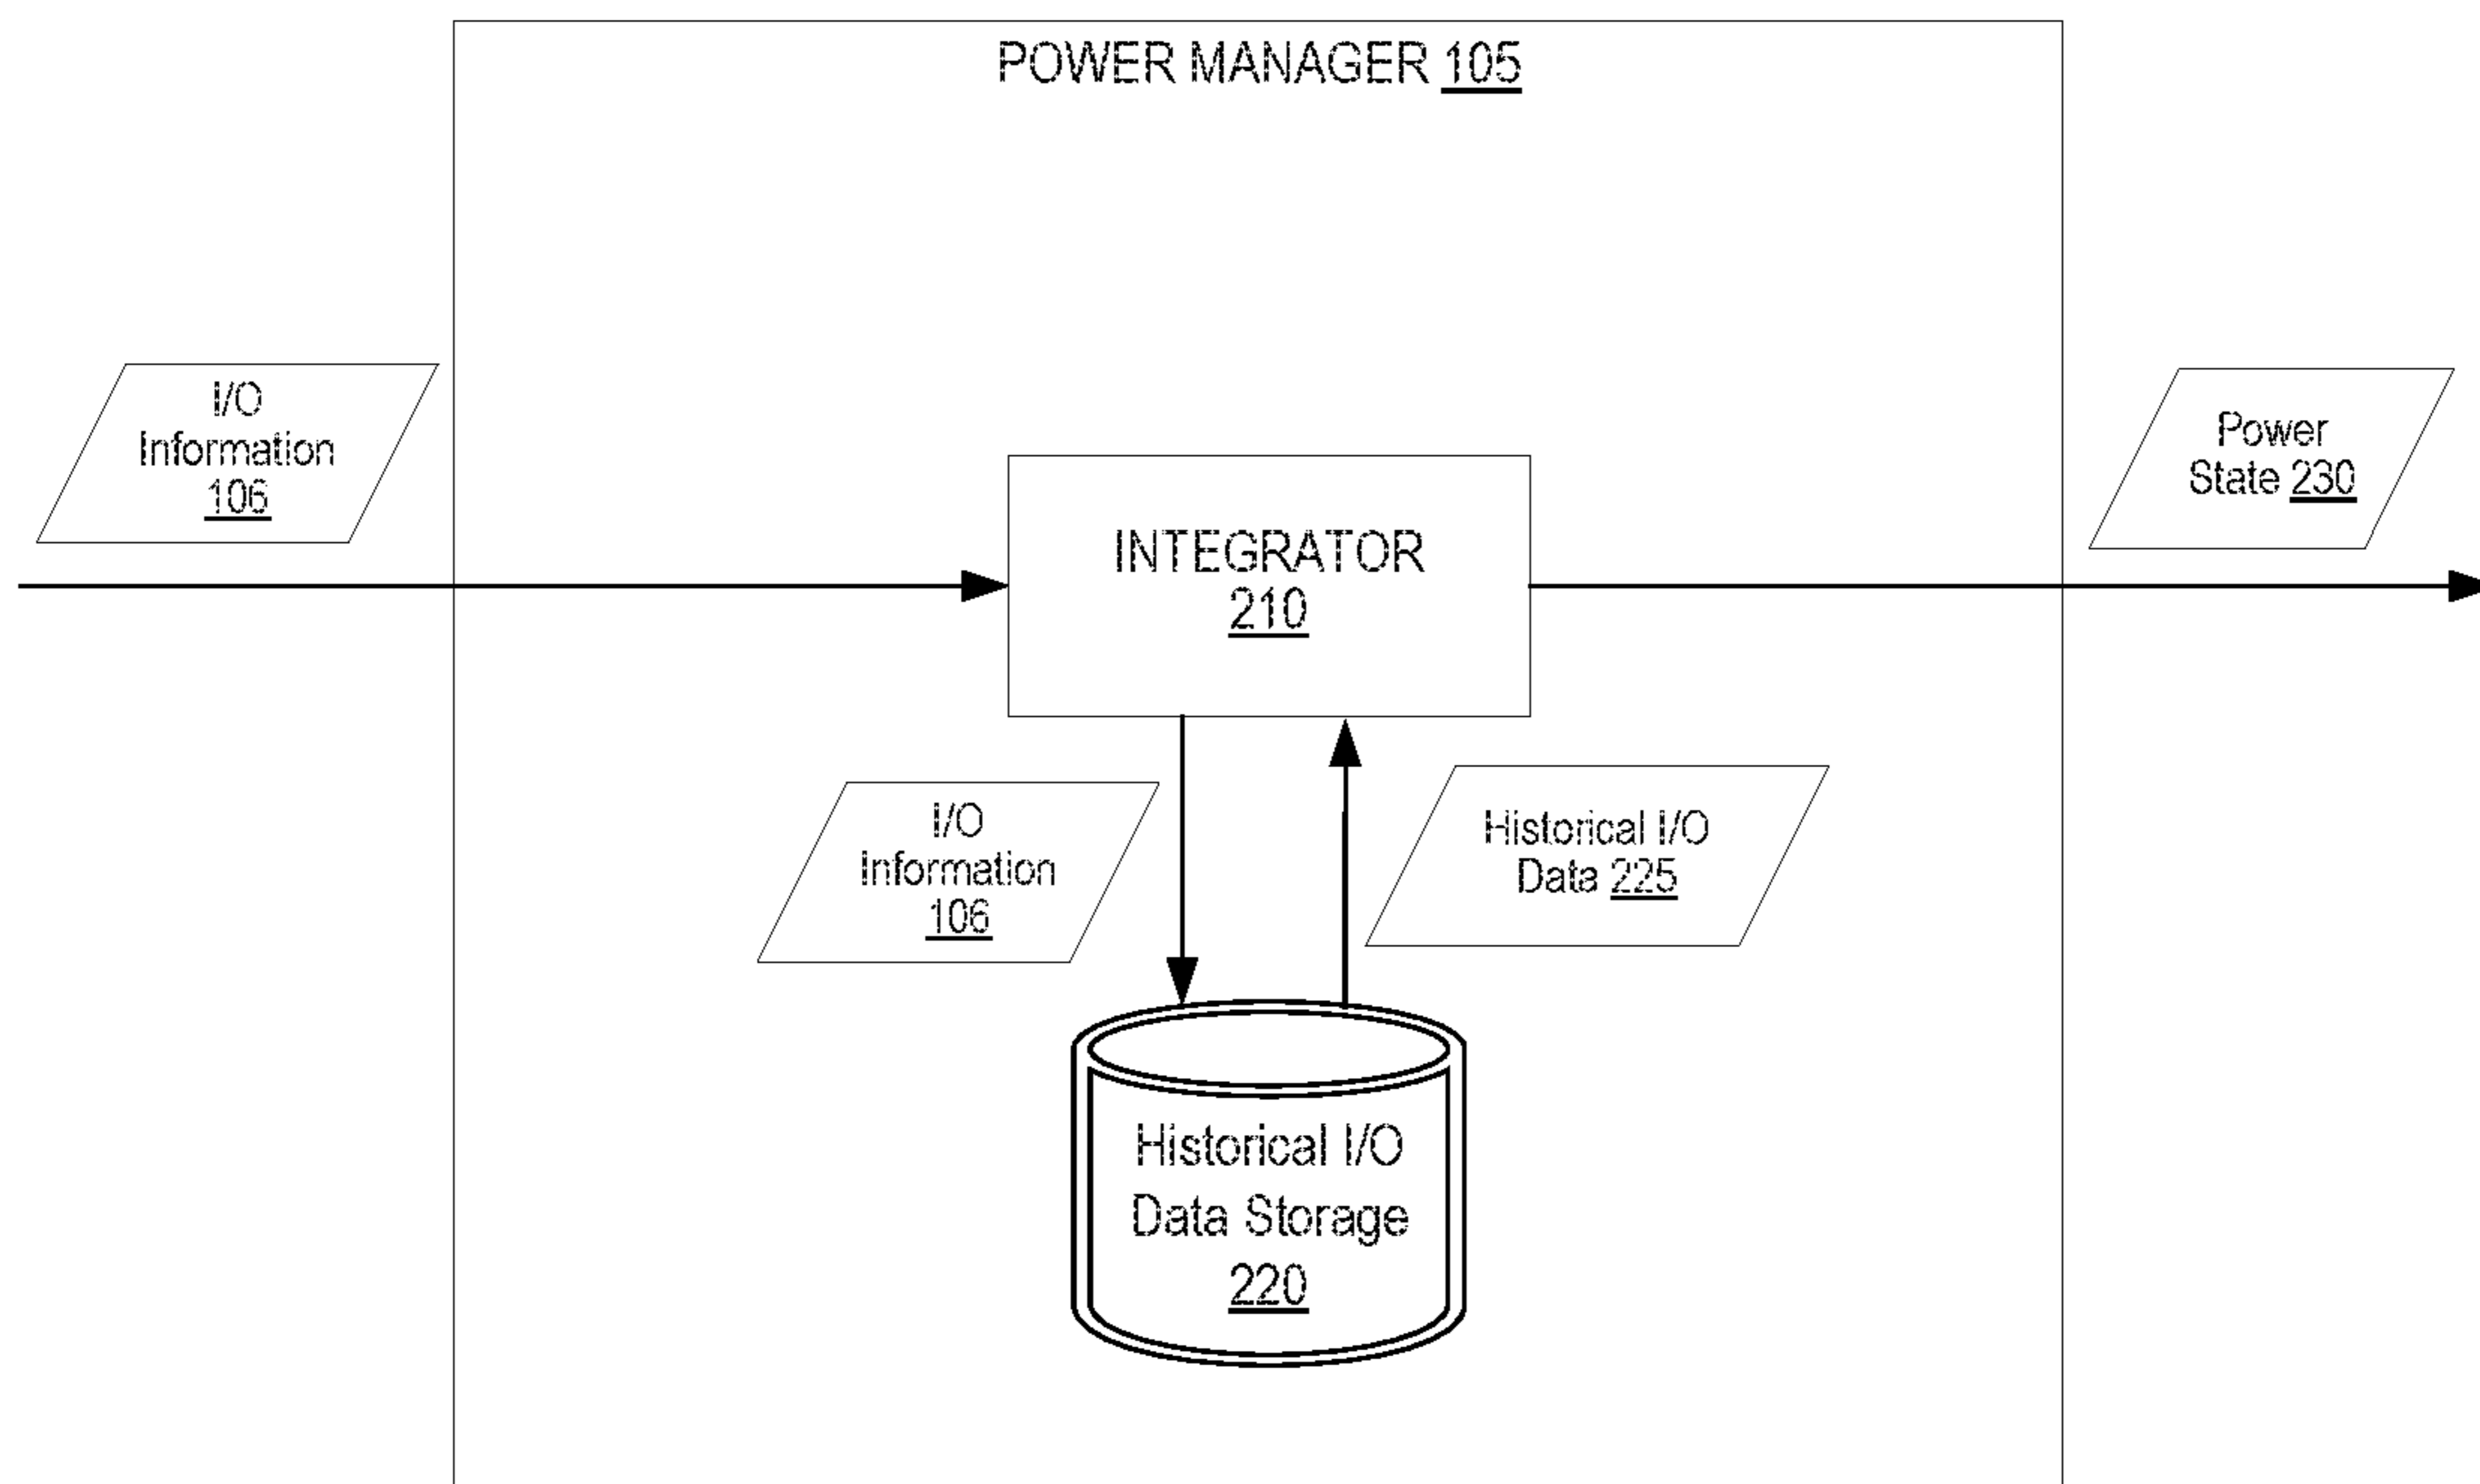 POWER MANAGER 105
I/O
Information
106
Power
State 230
INTEGRATOR
210
I/O
Information
106
Historical I/O
Data 225
Historical I/O
Data Storage
220